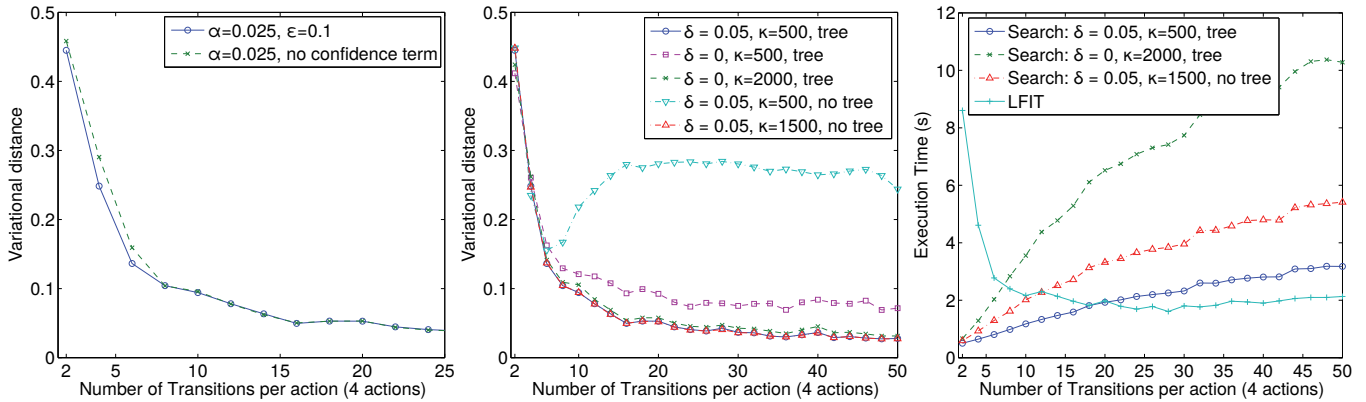 α=0.025, ε=0.1
α=0.025, no confidence term
0.5
0.4
0.3
0.2
0.1
0
2
5
10
15
20
25
Variational distance
Number of Transitions per action (4 actions)
δ = 0.05, κ=500, tree
δ = 0, κ=500, tree
δ = 0, κ=2000, tree
δ = 0.05, κ=500, no tree
δ = 0.05, κ=1500, no tree
0.5
0.4
0.3
0.2
0.1
0
2
10
20
30
40
50
Variational distance
Number of Transitions per action (4 actions)
Search: δ = 0.05, κ=500, tree
Search: δ = 0, κ=2000, tree
Search: δ = 0.05, κ=1500, no tree
LFIT
12
10
8
6
4
2
0
2
5
10
15
20
25
30
35
40
45
50
Execution Time (s)
Number of Transitions per action (4 actions)